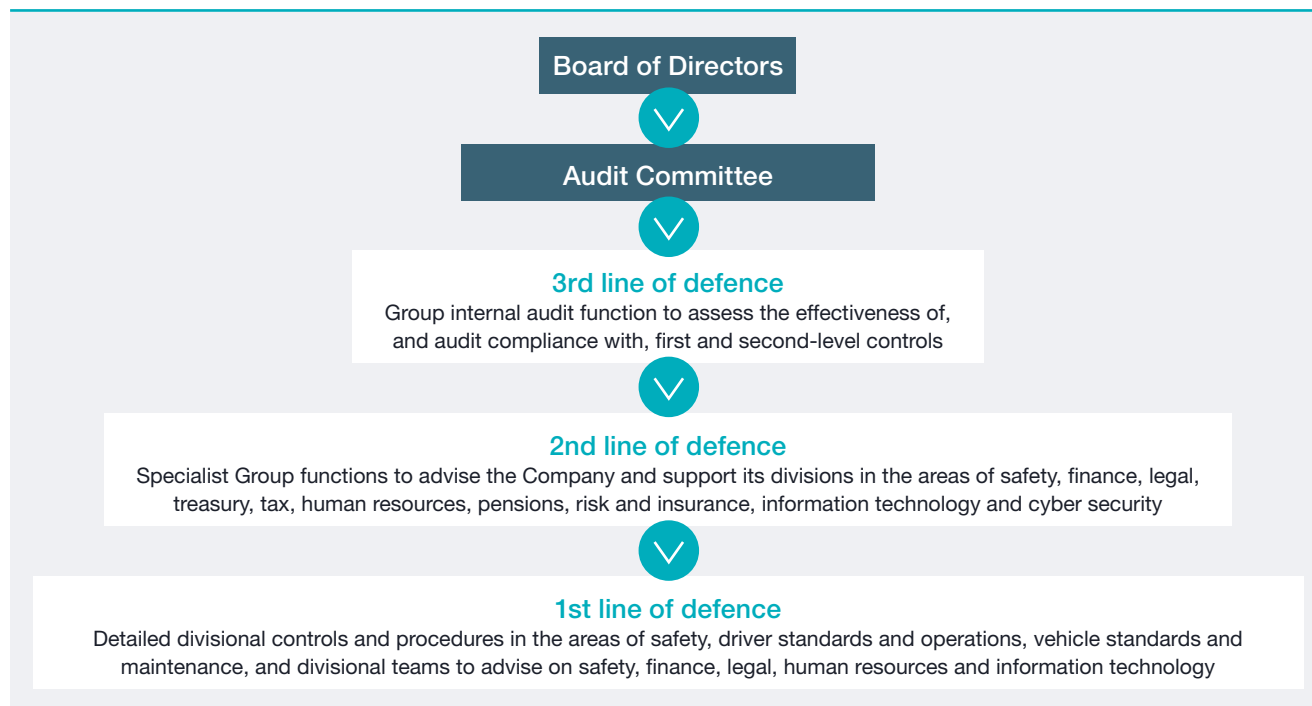 Board of Directors
Audit Committee
3rd line of defence
Group internal audit function to assess the effectiveness of,
and audit compliance with, first and second-level controls
2nd line of defence
Specialist Group functions to advise the Company and support its divisions in the areas of safety, finance, legal,
treasury, tax, human resources, pensions, risk and insurance, information technology and cyber security
1st line of defence
Detailed divisional controls and procedures in the areas of safety, driver standards and operations, vehicle standards and
maintenance, and divisional teams to advise on safety, finance, legal, human resources and information technology